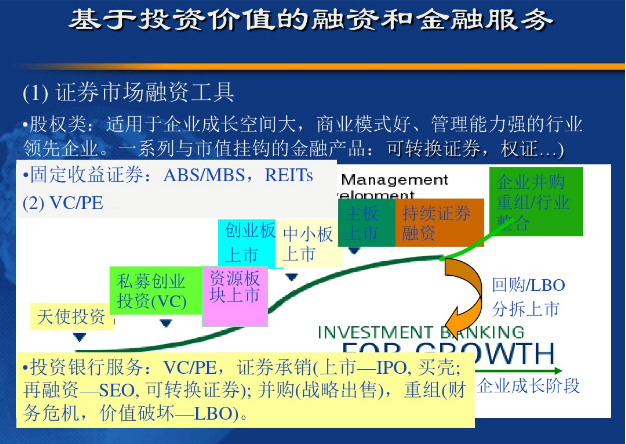 基于投资价值的融资和金融服务
(1) 证券市场融资工具
•股权类：适用于企业成长空间大，商业模式好、管理能力强的行业
领先企业。一系列与市值挂钩的金融产品：可转换证券，权证…)
•固定收益证券：ABS/MBS，REITs
(2) VC/PE
Management
velopment
企业并购
重组/行业
整合
主板
上市
持续证券
融资
创业板
上市
中小板
上市
私募创业
投资(VC)
资源板
块上市
天使投资
回购/LBO
分拆上市
INVESTMENT BANKING
FOR GROWTH
•投资银行服务：VC/PE，证券承销(上市—IPO, 买壳;
再融资—SEO, 可转换证券); 并购(战略出售)，重组(财
务危机，价值破坏—LBO)。
企业成长阶段